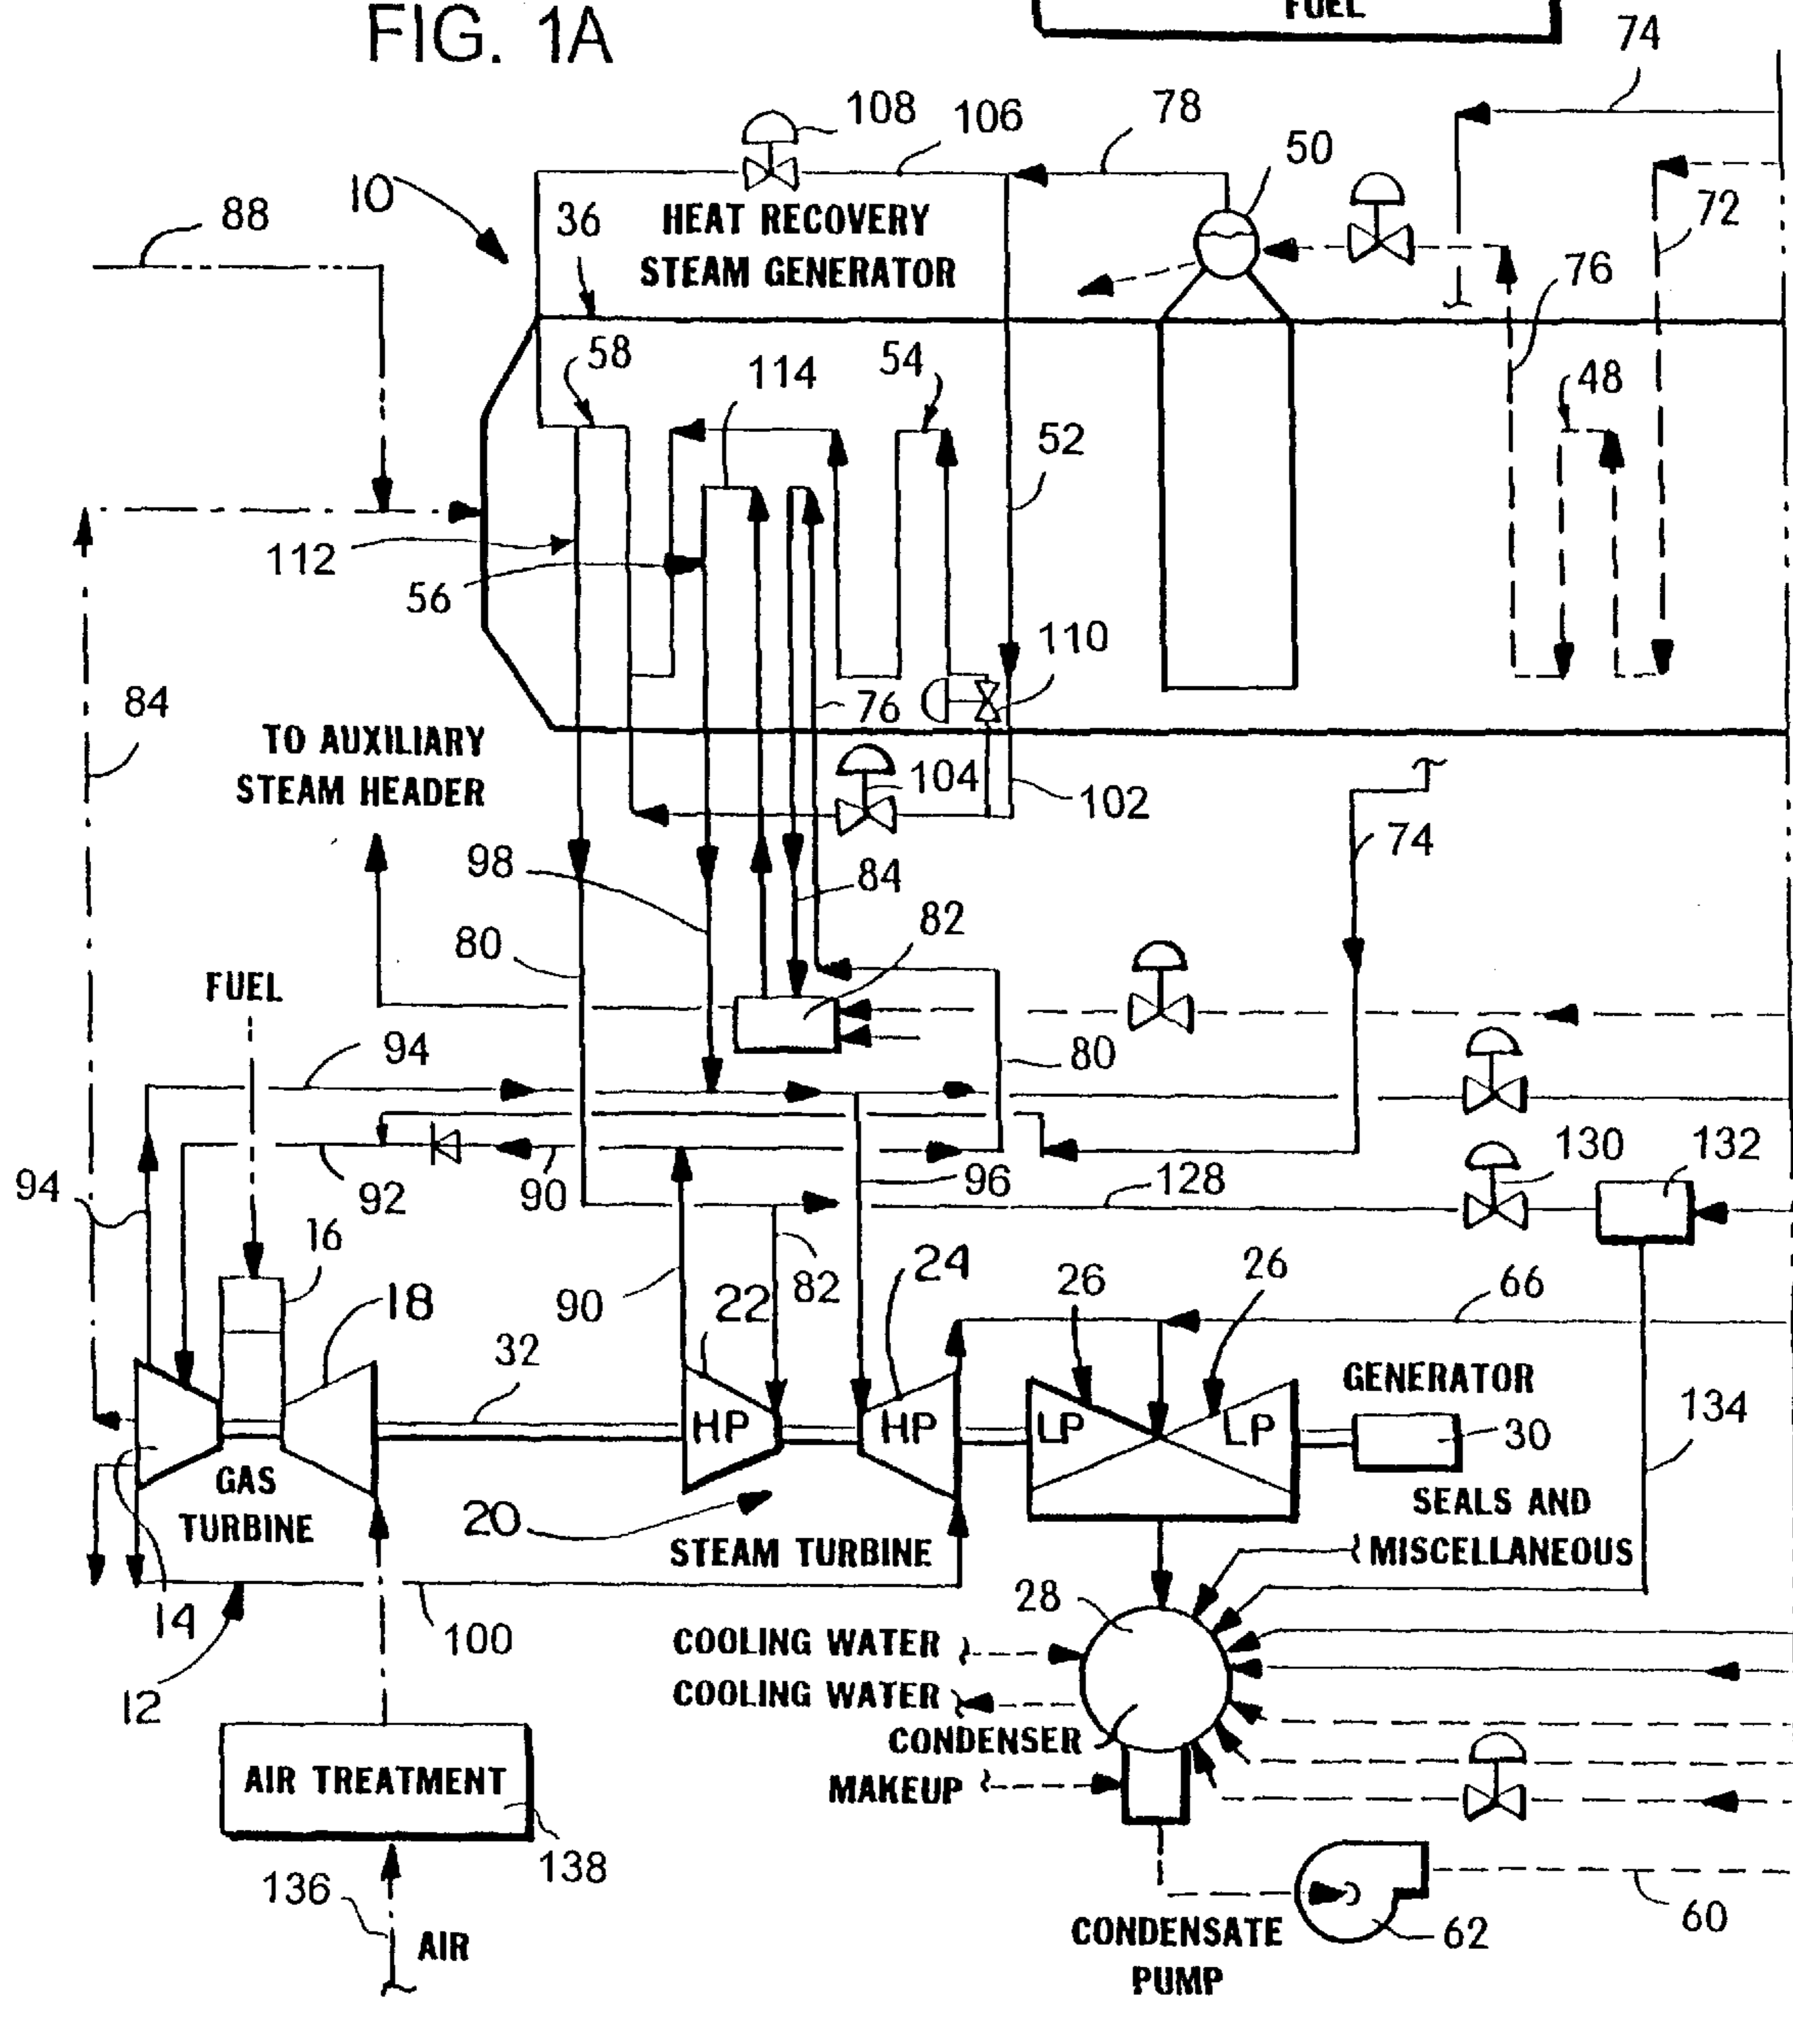 FIG. 1A
FUEL
74
108
106
78
50
10
88
36
HEAT RECOVERY
STEAM GENERATOR
72
76
58
114
54
48
52
112
56
110
84
76
TO AUXILIARY
STEAM HEADER
104
102
74
98
84
82
80
FUEL
94
80
130
132
94
92
90
96
128
16
18
90
22
82
24
26
26
66
32
GENERATOR
HP
HP
LP
LP
30
134
GAS
TURBINE
20
STEAM TURBINE
SEALS AND
MISCELLANEOUS
14
100
28
12
COOLING WATER
COOLING WATER
CONDENSER
MAKEUP
AIR TREATMENT
138
136
AIR
CONDENSATE
PUMP
62
60